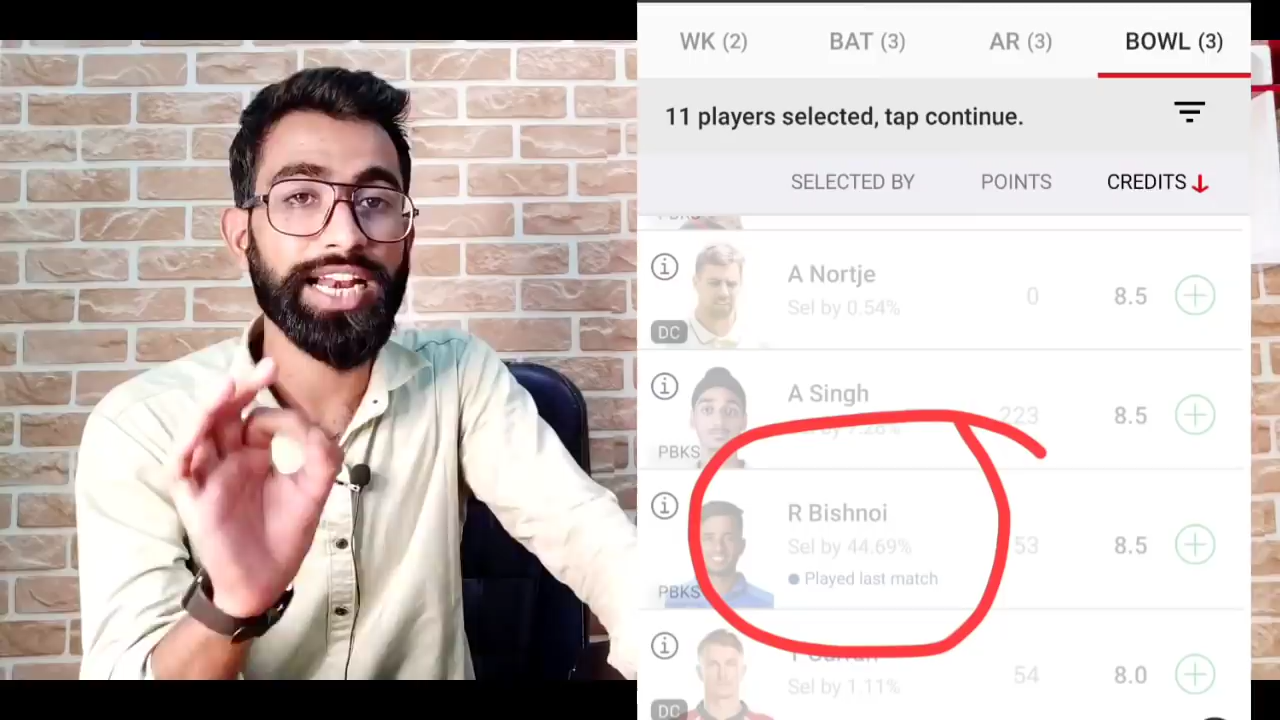 WK (2) BAT (3) AR (3) BOWL (3)
11 players selected, tap continue.
SELECTED BY POINTS CREDITS
PBKS
A Nortje
Sel by 0.54% 0 8.5
DC
A Singh
223 8.5
PBKS
R Bishnoi
Sel by 44.69% 53 8.5
Played last match
PBKS
T Curran
Sel by 1.11% 54 8.0
DC